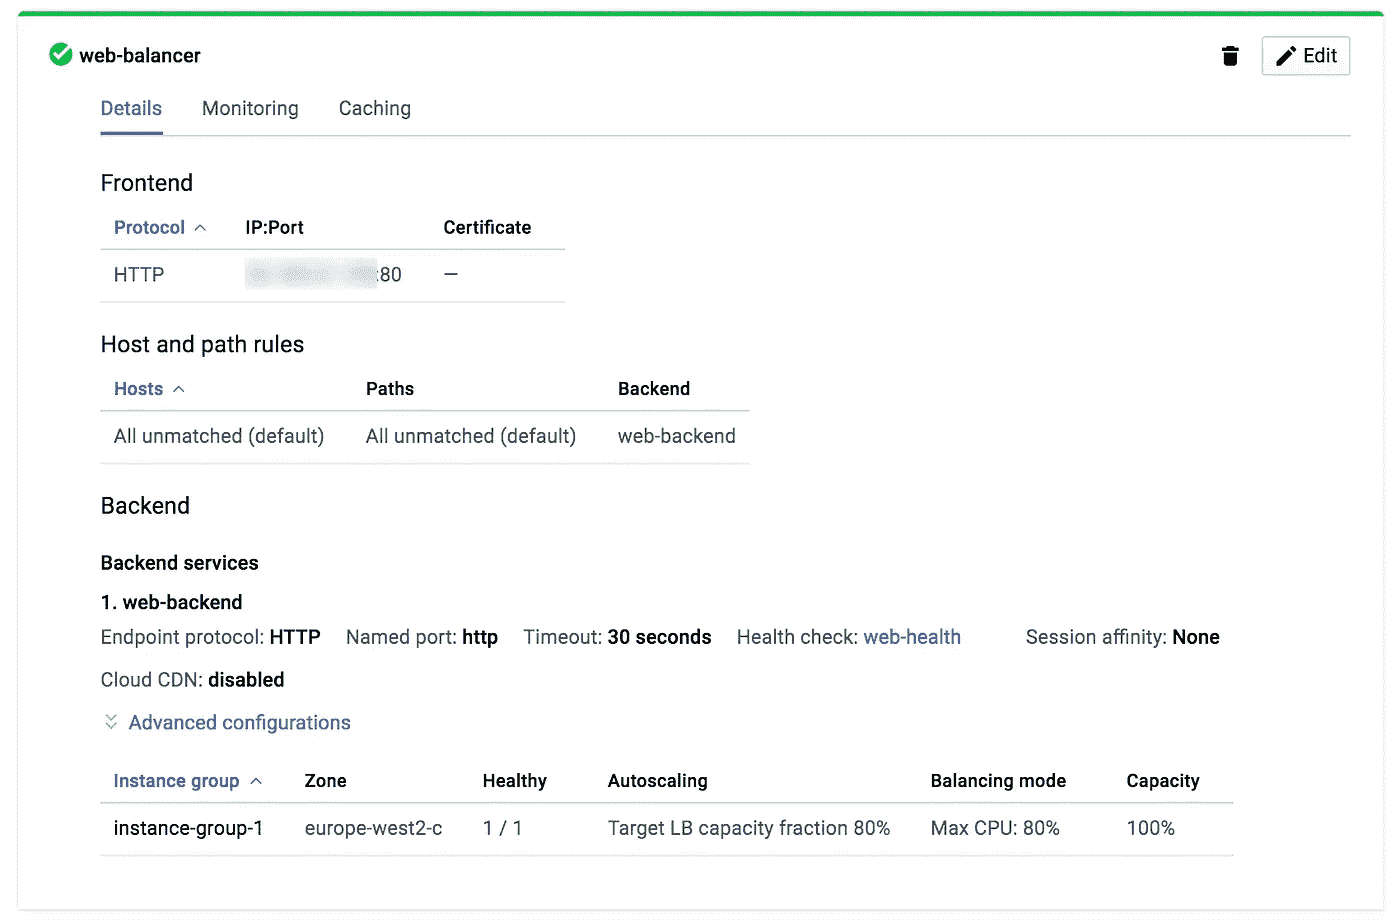 web-balancer
Edit
Details Monitoring Caching
Frontend
Protocol IP:Port Certificate
HTTP :80 —
Host and path rules
Hosts Paths Backend
All unmatched (default) All unmatched (default) web-backend
Backend
Backend services
1. web-backend
Endpoint protocol: HTTP Named port: http Timeout: 30 seconds Health check: web-health Session affinity: None
Cloud CDN: disabled
Advanced configurations
Instance group Zone Healthy Autoscaling Balancing mode Capacity
instance-group-1 europe-west2-c 1 / 1 Target LB capacity fraction 80% Max CPU: 80% 100%